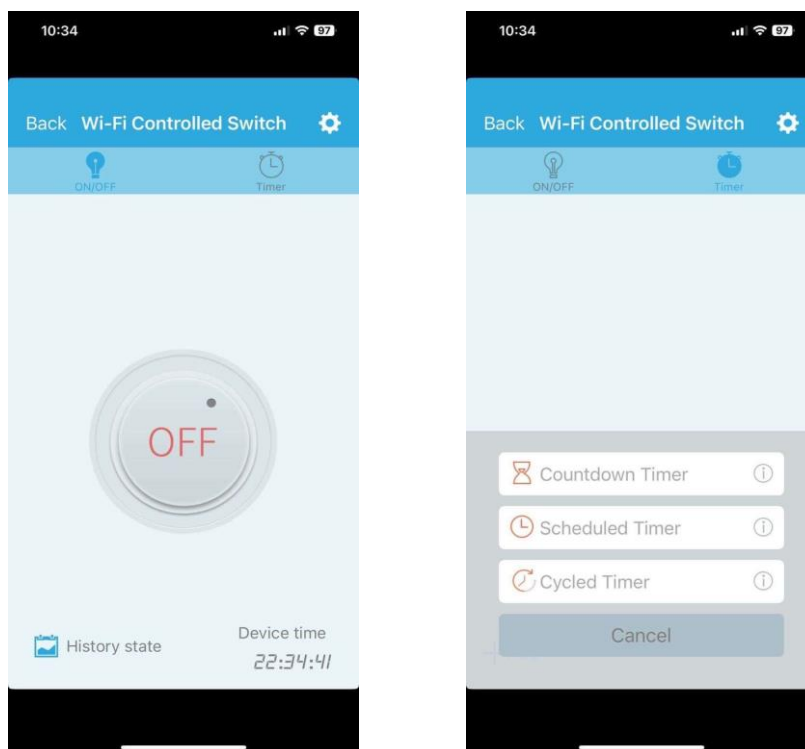 10:34
97
Back Wi-Fi Controlled Switch
ON/OFF Timer
OFF
History state
Device time
22:34:41
10:34
97
Back Wi-Fi Controlled Switch
ON/OFF Timer
Countdown Timer
Scheduled Timer
Cycled Timer
Cancel